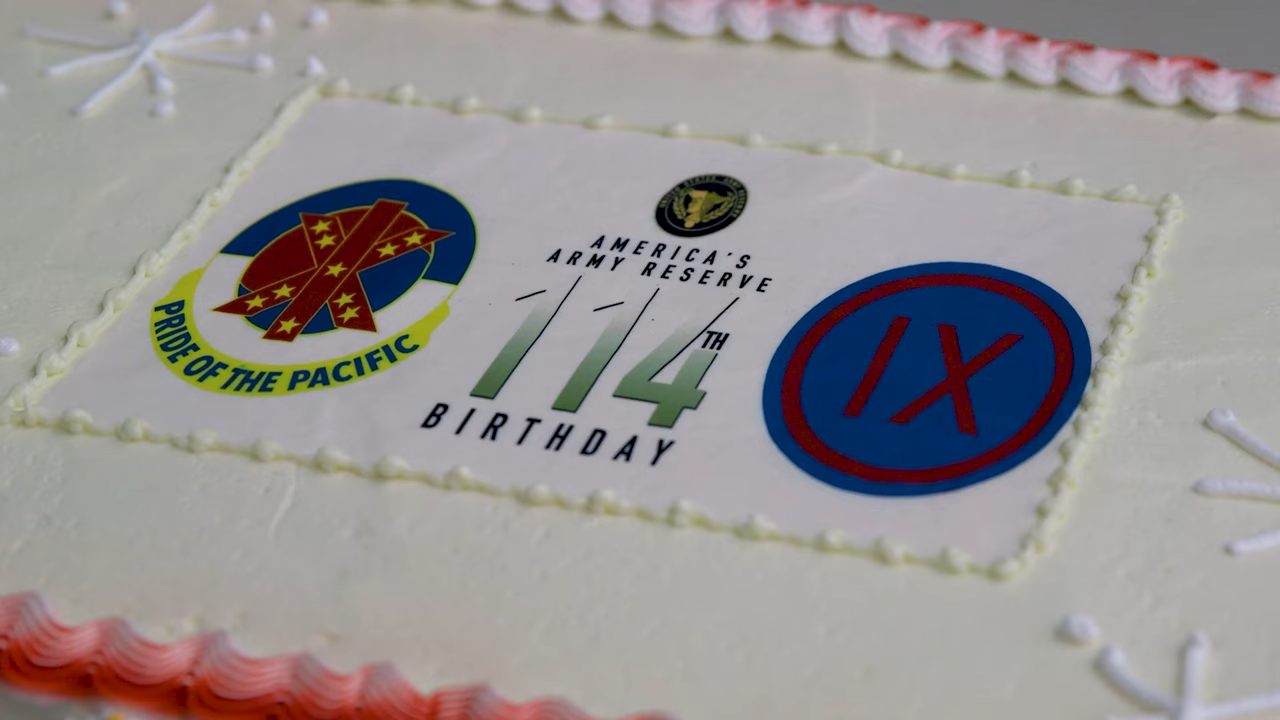 PRIDE OF THE PACIFIC
AMERICA'S
ARMY RESERVE
114TH
BIRTHDAY
IX